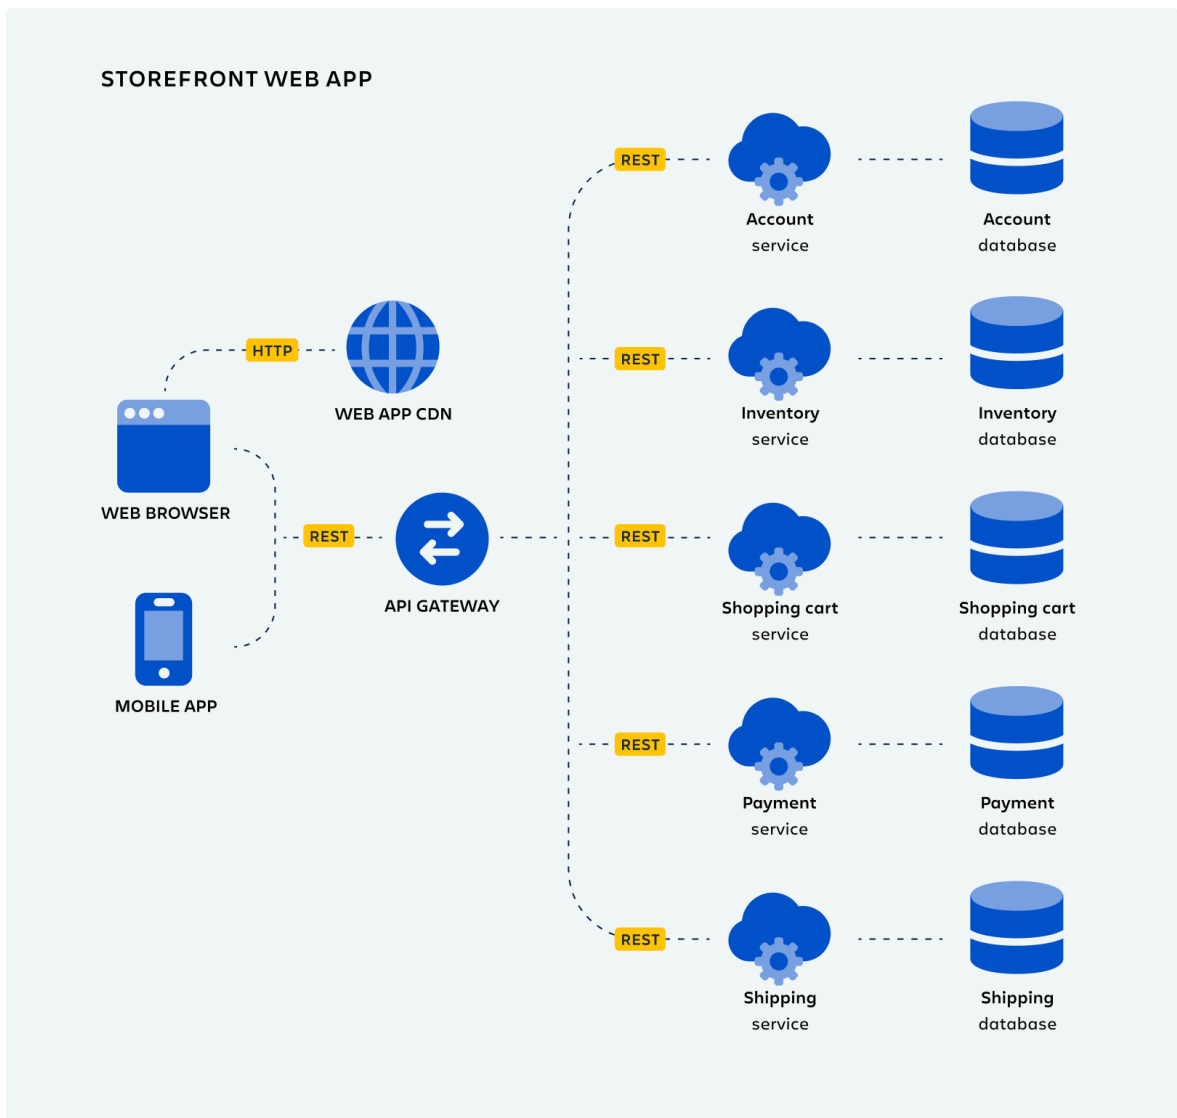 STOREFRONT WEB APP
HTTP
WEB APP CDN
WEB BROWSER
REST
API GATEWAY
MOBILE APP
REST
Account
service
Account
database
REST
Inventory
service
Inventory
database
REST
Shopping cart
service
Shopping cart
database
REST
Payment
service
Payment
database
REST
Shipping
service
Shipping
database